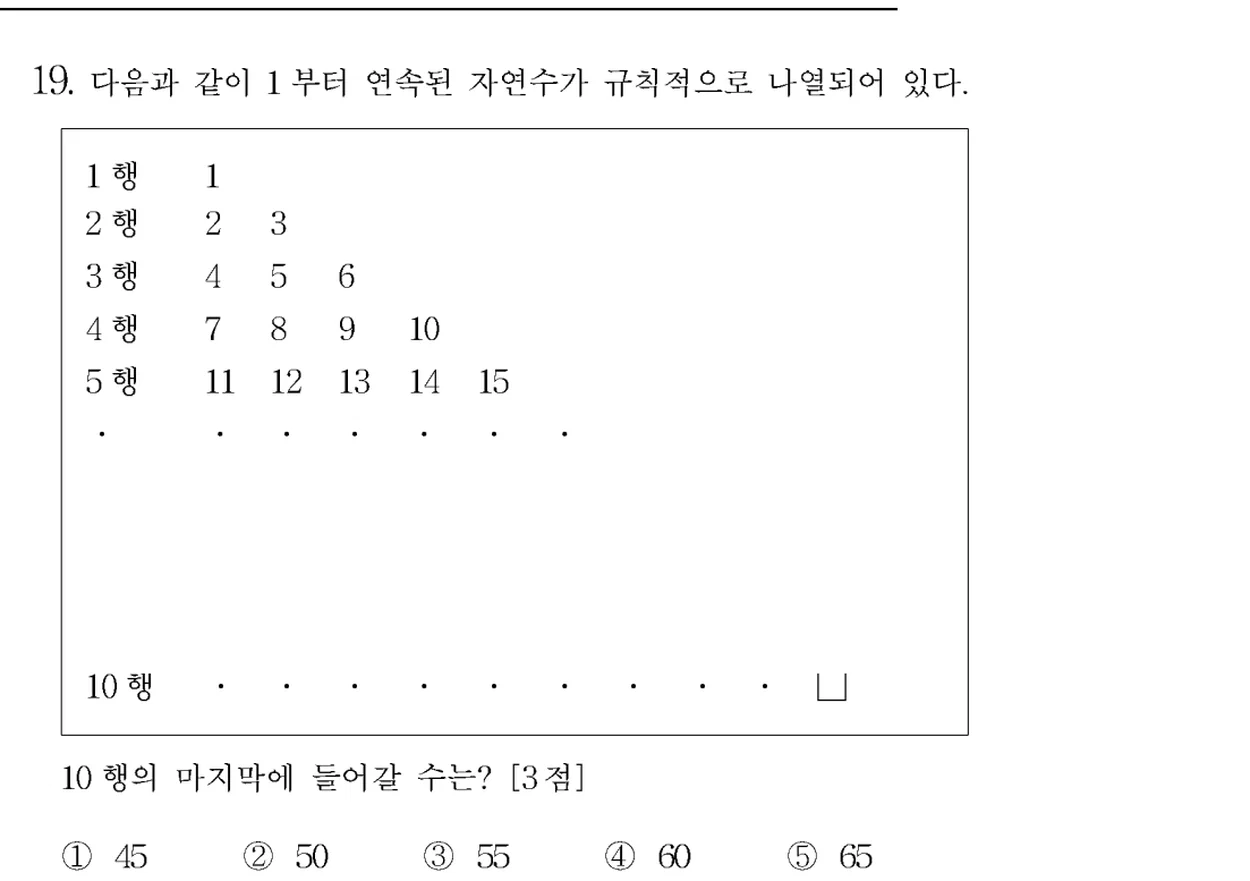 19. 다음과 같이 1부터 연속된 자연수가 규칙적으로 나열되어 있다.
1행 1
2행 2 3
3행 4 5 6
4행 7 8 9 10
5행 11 12 13 14 15
· · · · · · ·
10행 · · · · · · · · · □
10행의 마지막에 들어갈 수는? [3점]
① 45 ② 50 ③ 55 ④ 60 ⑤ 65